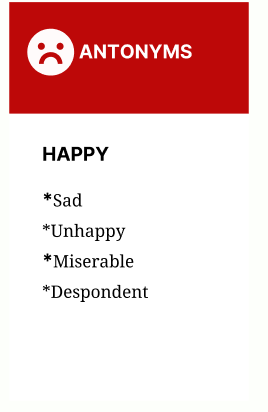 ANTONYMS
HAPPY
*Sad
*Unhappy
*Miserable
*Despondent